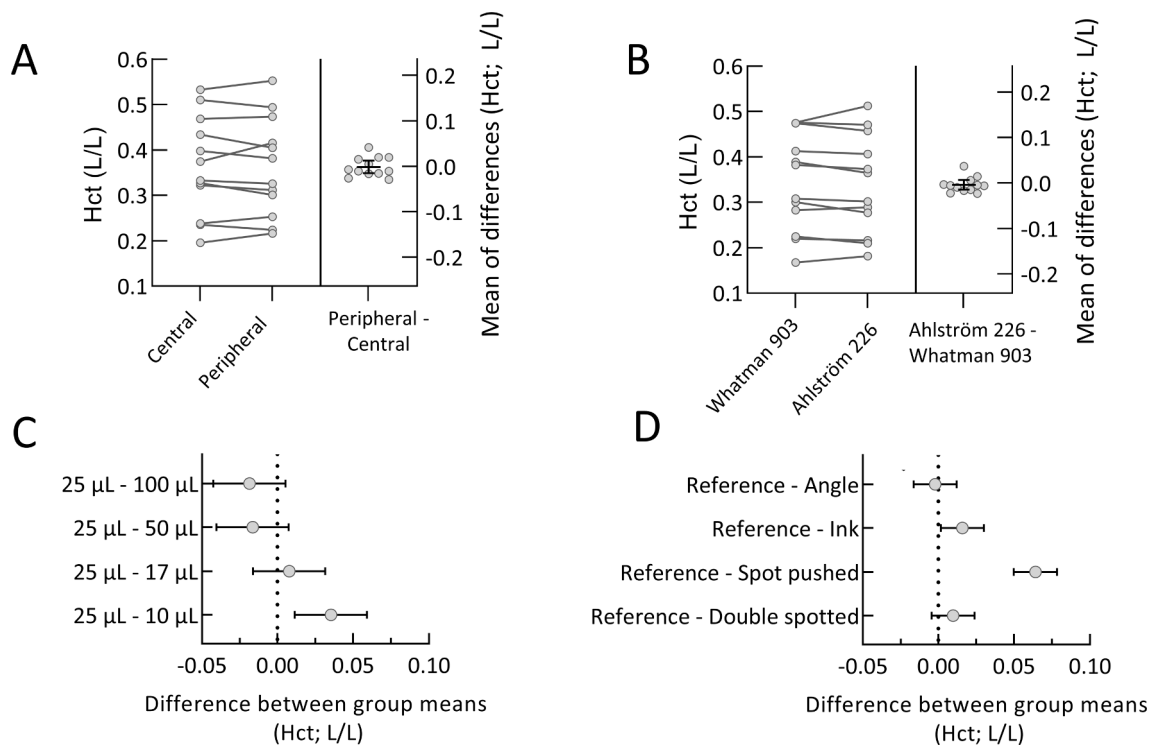 A
Hct (L/L)
0.6
0.5
0.4
0.3
0.2
0.1
Central
Peripheral
Peripheral -
Central
0.2
0.1
0.0
-0.1
-0.2
Mean of differences (Hct; L/L)
B
Hct (L/L)
0.6
0.5
0.4
0.3
0.2
0.1
Whatman 903
Ahlström 226
Ahlström 226 -
Whatman 903
0.2
0.1
0.0
-0.1
-0.2
Mean of differences (Hct; L/L)
C
25 µL - 100 µL
25 µL - 50 µL
25 µL - 17 µL
25 µL - 10 µL
-0.05 0.00 0.05 0.10
Difference between group means
(Hct; L/L)
D
Reference - Angle
Reference - Ink
Reference - Spot pushed
Reference - Double spotted
-0.05 0.00 0.05 0.10
Difference between group means
(Hct; L/L)